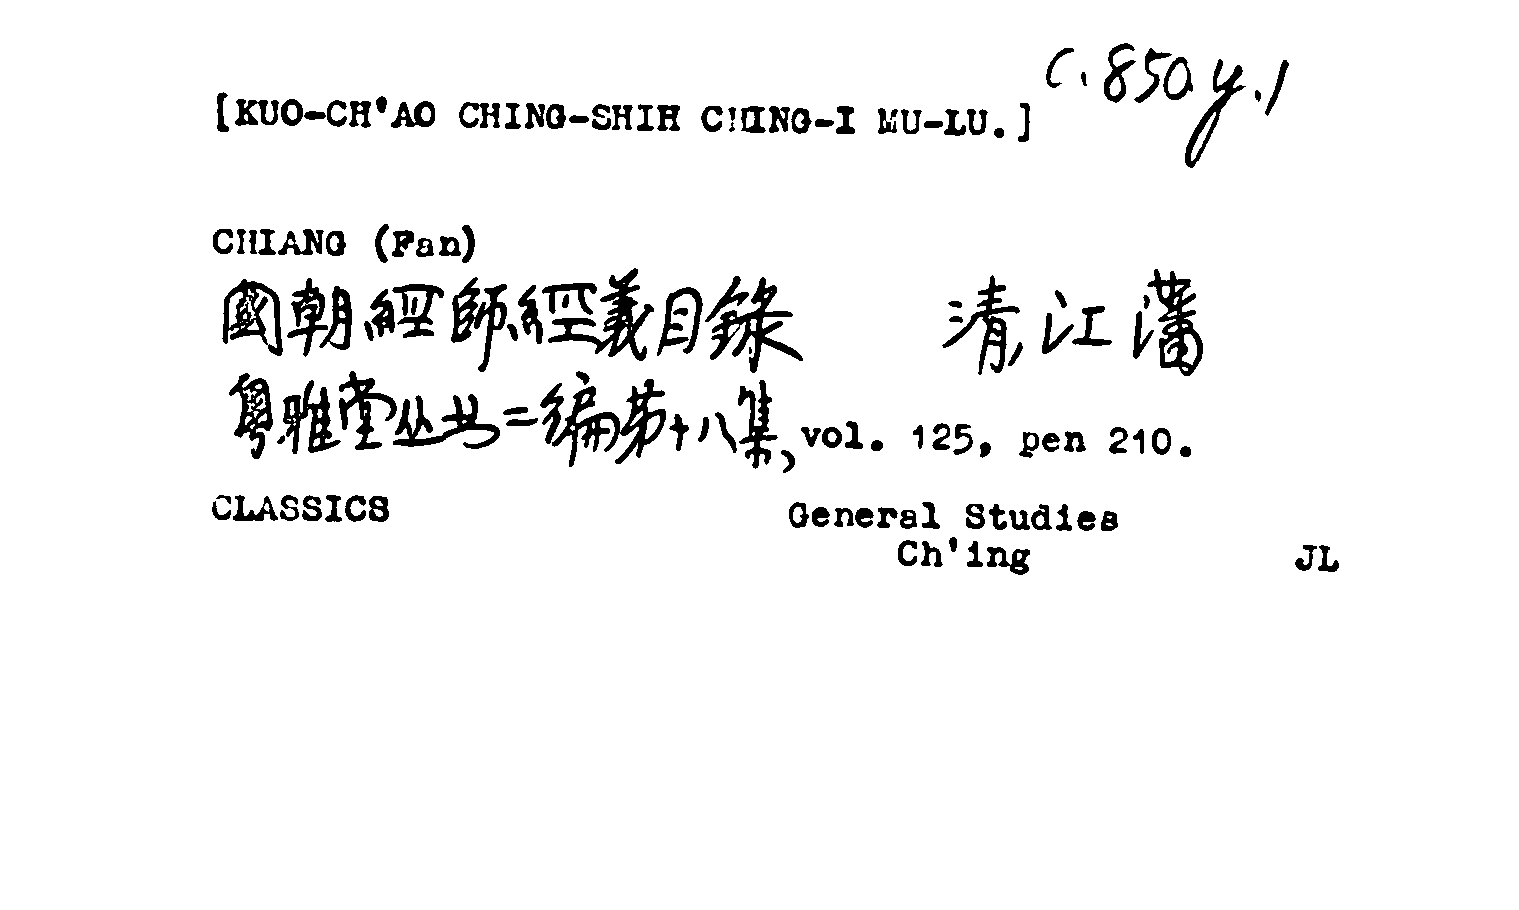 c.850.y.1
[KUO-CH'AO CHING-SHIH CHING-I MU-LU.]
CHIANG (Fan)
國朝經師經義目錄 清江藩
粤雅堂丛书二編第十八集, vol. 125, pen 210.
CLASSICS General Studies
Ch'ing JL